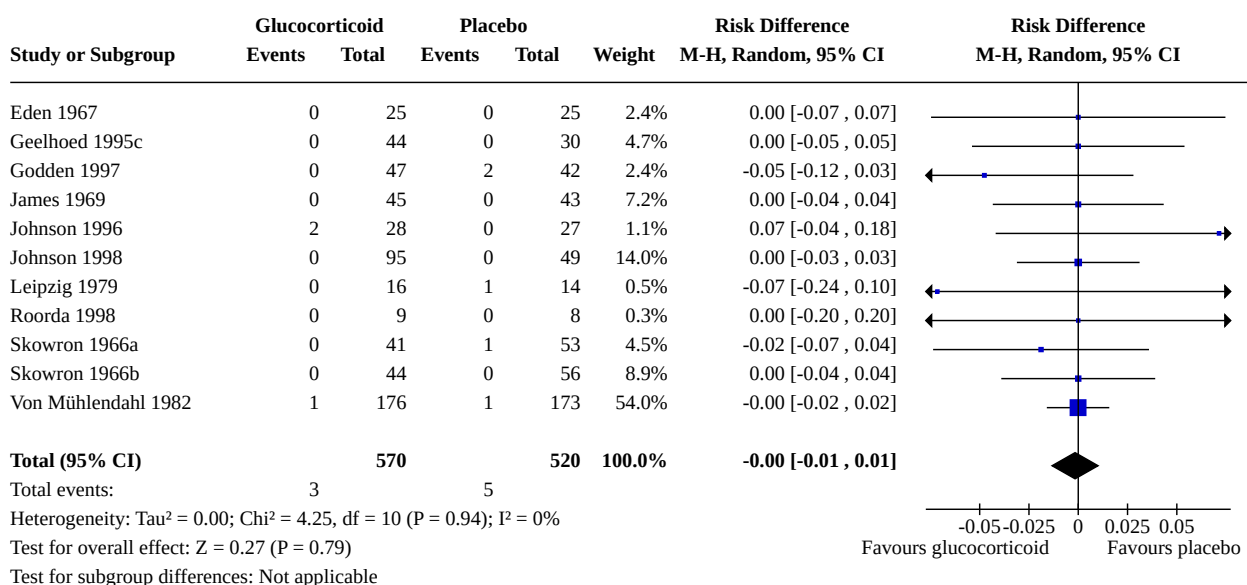 Glucocorticoid Placebo Risk Difference Risk Difference
Study or Subgroup Events Total Events Total Weight M-H, Random, 95% CI M-H, Random, 95% CI
Eden 1967 0 25 0 25 2.4% 0.00 [-0.07 , 0.07]
Geelhoed 1995c 0 44 0 30 4.7% 0.00 [-0.05 , 0.05]
Godden 1997 0 47 2 42 2.4% -0.05 [-0.12 , 0.03]
James 1969 0 45 0 43 7.2% 0.00 [-0.04 , 0.04]
Johnson 1996 2 28 0 27 1.1% 0.07 [-0.04 , 0.18]
Johnson 1998 0 95 0 49 14.0% 0.00 [-0.03 , 0.03]
Leipzig 1979 0 16 1 14 0.5% -0.07 [-0.24 , 0.10]
Roorda 1998 0 9 0 8 0.3% 0.00 [-0.20 , 0.20]
Skowron 1966a 0 41 1 53 4.5% -0.02 [-0.07 , 0.04]
Skowron 1966b 0 44 0 56 8.9% 0.00 [-0.04 , 0.04]
Von Mühlendahl 1982 1 176 1 173 54.0% -0.00 [-0.02 , 0.02]
Total (95% CI) 570 520 100.0% -0.00 [-0.01 , 0.01]
Total events: 3 5
Heterogeneity: Tau² = 0.00; Chi² = 4.25, df = 10 (P = 0.94); I² = 0%
-0.05 -0.025 0 0.025 0.05
Test for overall effect: Z = 0.27 (P = 0.79)
Favours glucocorticoid Favours placebo
Test for subgroup differences: Not applicable